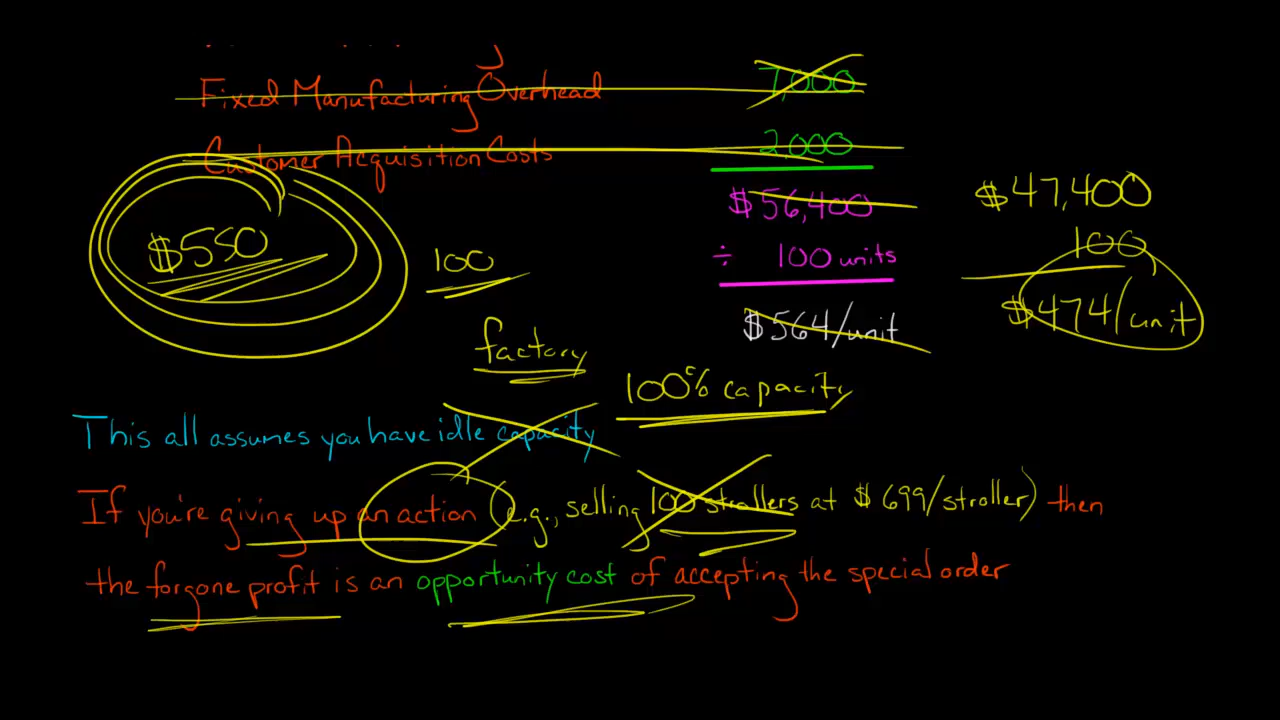 Fixed Manufacturing Overhead 7,000
Customer Acquisition Costs 2,000
$56,400 $47,400
÷ 100 units 100
$564/unit $474/unit
$550 100
factory
100% capacity
This all assumes you have idle capacity
If you're giving up an action (e.g., selling 100 strollers at $699/stroller) then
the forgone profit is an opportunity cost of accepting the special order